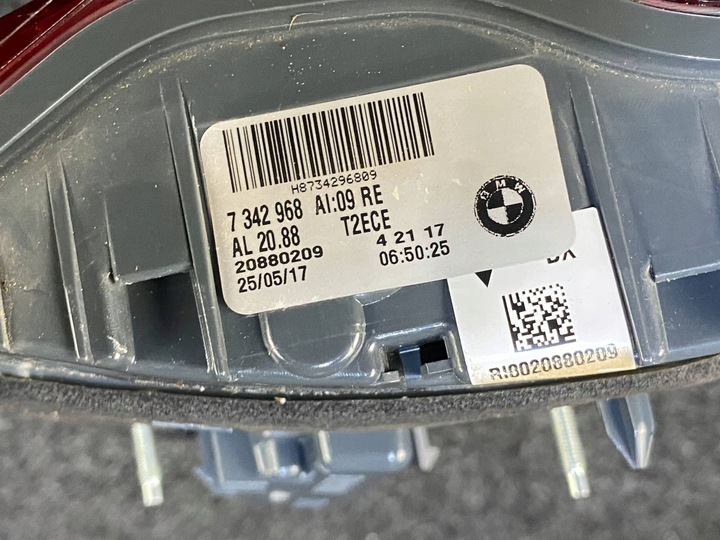 H8734296809
7 342 968 AI:09 RE
AL 20.88 T2ECE
20880209 4 21 17
25/05/17 06:50:25
BMW
DX
RI0020880209